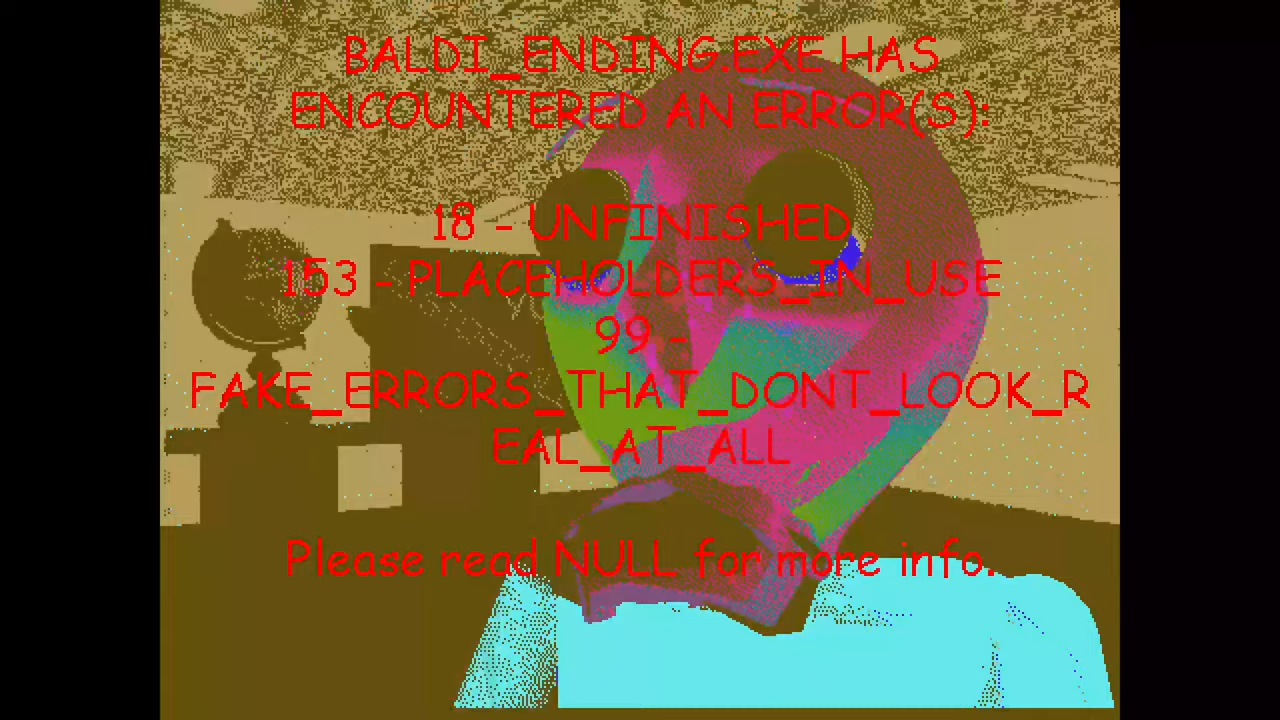 BALDI_ENDING.EXE HAS
ENCOUNTERED AN ERROR(S):
18 - UNFINISHED
153 - PLACEHOLDERS_IN_USE
99 -
FAKE_ERRORS_THAT_DONT_LOOK_R
EAL_AT_ALL
Please read NULL for more info.